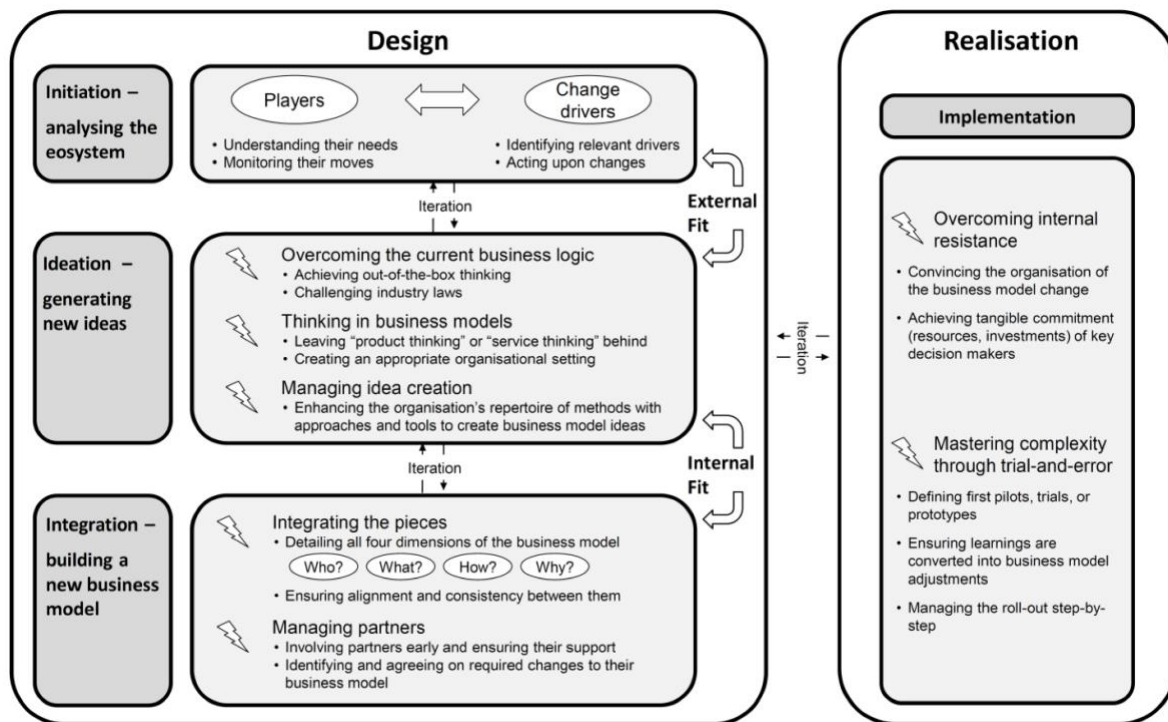 Design
Initiation –
analysing the
eosystem
Players
Change
drivers
• Understanding their needs
• Monitoring their moves
• Identifying relevant drivers
• Acting upon changes
Iteration
External
Fit
Ideation –
generating
new ideas
Overcoming the current business logic
• Achieving out-of-the-box thinking
• Challenging industry laws
Thinking in business models
• Leaving “product thinking” or “service thinking” behind
• Creating an appropriate organisational setting
Managing idea creation
• Enhancing the organisation’s repertoire of methods with
approaches and tools to create business model ideas
Iteration
Internal
Fit
Integration –
building a
new business
model
Integrating the pieces
• Detailing all four dimensions of the business model
Who?
What?
How?
Why?
• Ensuring alignment and consistency between them
Managing partners
• Involving partners early and ensuring their support
• Identifying and agreeing on required changes to their
business model
Iteration
Realisation
Implementation
Overcoming internal
resistance
• Convincing the organisation of
the business model change
• Achieving tangible commitment
(resources, investments) of key
decision makers
Mastering complexity
through trial-and-error
• Defining first pilots, trials, or
prototypes
• Ensuring learnings are
converted into business model
adjustments
• Managing the roll-out step-by-
step